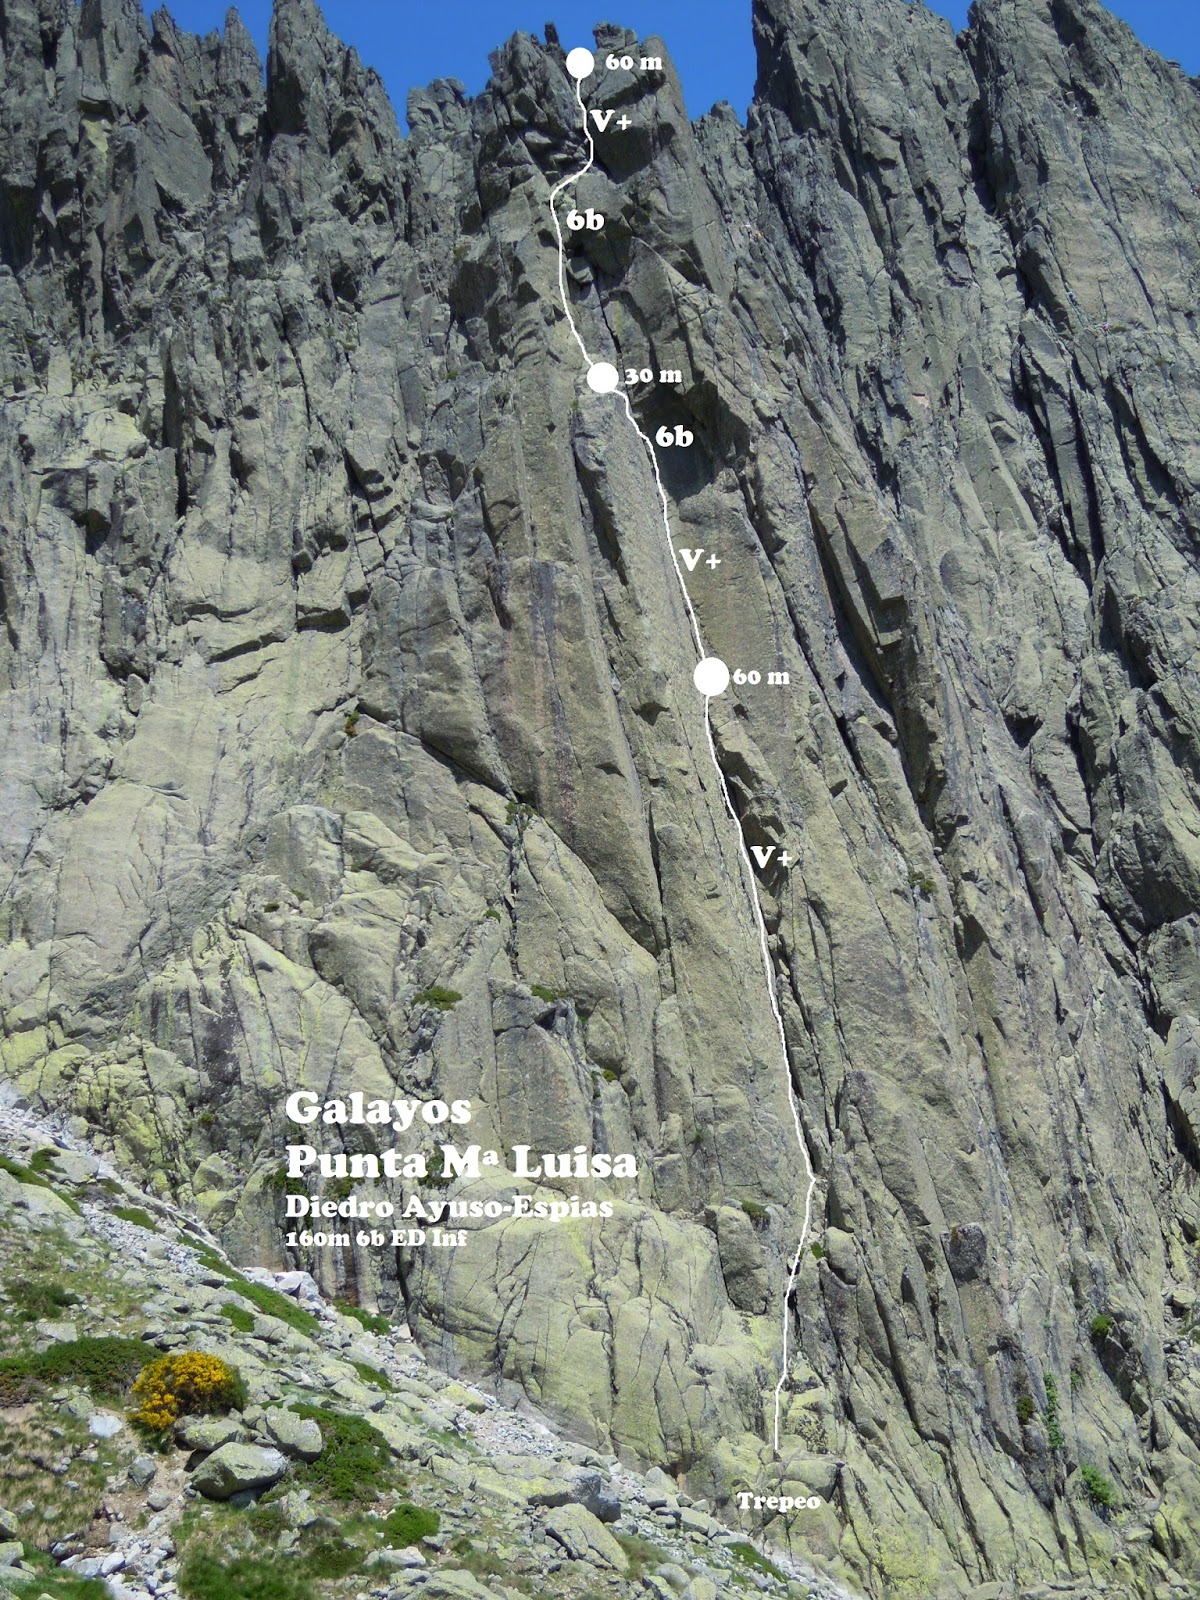 60 m
V+
6b
30 m
6b
V+
60 m
V+
Galayos
Punta Mª Luisa
Diedro Ayuso-Espias
160m 6b ED Inf
Trepeo